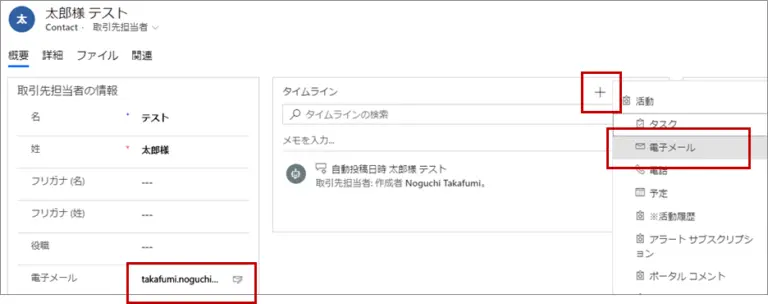 太
太郎様 テスト
Contact · 取引先担当者
概要 詳細 ファイル 関連
取引先担当者の情報
名 * テスト
姓 * 太郎様
フリガナ (名) ---
フリガナ (姓) ---
役職 ---
電子メール takafumi.noguchi...
タイムライン
タイムラインの検索
メモを入力...
自動投稿日時 太郎様 テスト
取引先担当者: 作成者 Noguchi Takafumi。
活動
タスク
電子メール
電話
予定
※活動履歴
アラート サブスクリプシ
ョン
ポータル コメント